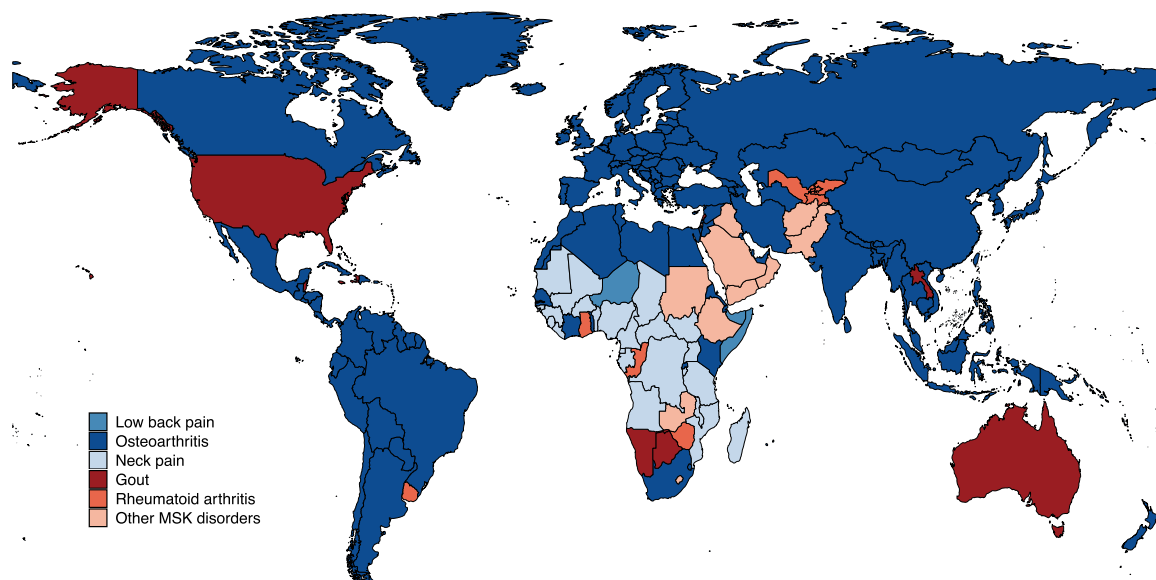 Low back pain
Osteoarthritis
Neck pain
Gout
Rheumatoid arthritis
Other MSK disorders